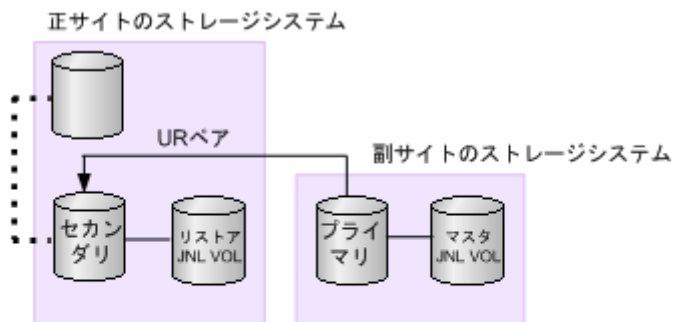 正サイトのストレージシステム
URペア
副サイトのストレージシステム
セカン
ダリ
リストア
JNL VOL
プライ
マリ
マスタ
JNL VOL